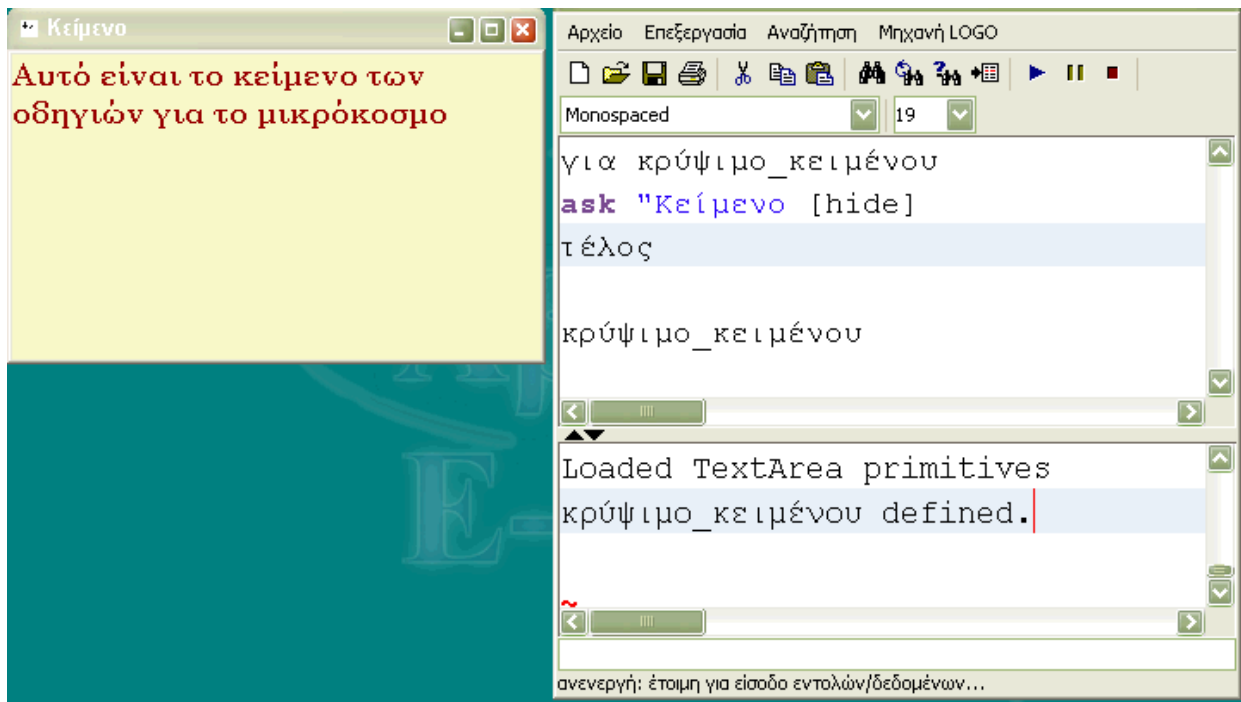 Κείμενο
Αυτό είναι το κείμενο των
οδηγιών για το μικρόκοσμο
Αρχείο Επεξεργασία Αναζήτηση Μηχανή LOGO
Monospaced 19
για κρύψιμο_κειμένου
ask "Κείμενο [hide]
τέλος
κρύψιμο_κειμένου
Loaded TextArea primitives
κρύψιμο_κειμένου defined.
~
ανενεργή: έτοιμη για είσοδο εντολών/δεδομένων...